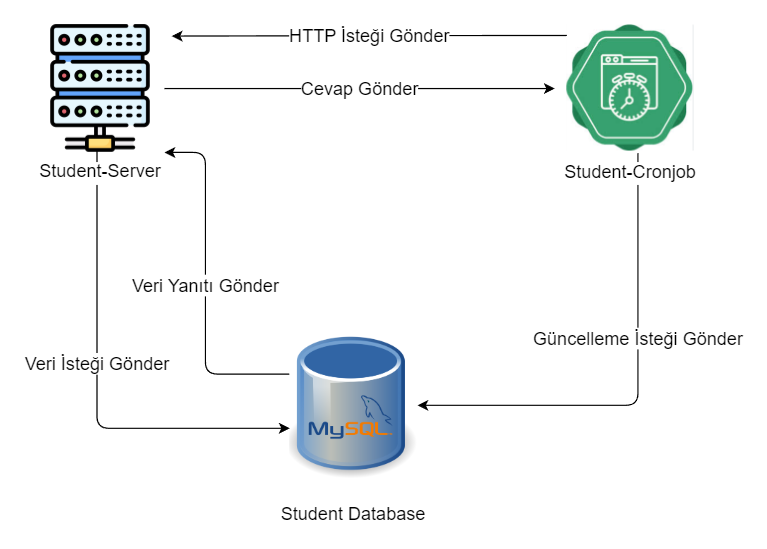 HTTP İsteği Gönder
Cevap Gönder
Student-Server
Student-Cronjob
Veri Yanıtı Gönder
Güncelleme İsteği Gönder
Veri İsteği Gönder
MySQL
Student Database